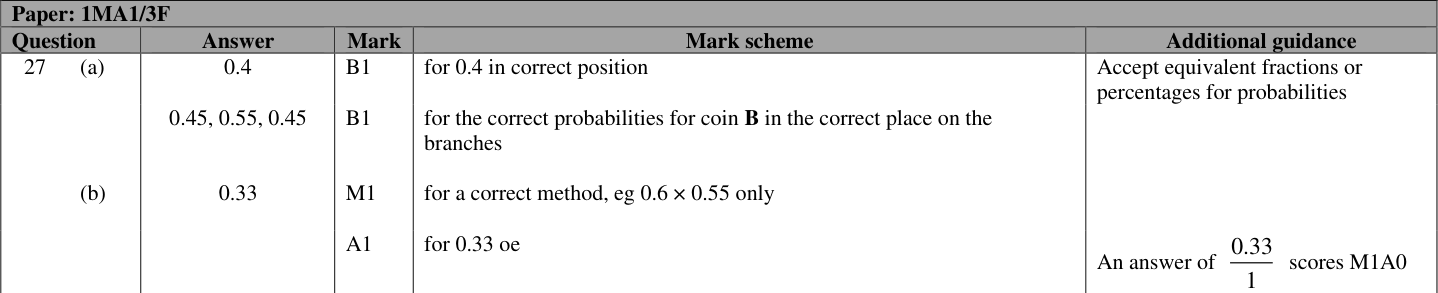 Paper: 1MA1/3F
Question Answer Mark Mark scheme Additional guidance
27 (a) 0.4 B1 for 0.4 in correct position Accept equivalent fractions or
percentages for probabilities
0.45, 0.55, 0.45 B1 for the correct probabilities for coin B in the correct place on the
branches
(b) 0.33 M1 for a correct method, eg 0.6 × 0.55 only
A1 for 0.33 oe
An answer of 0.33/1 scores M1A0